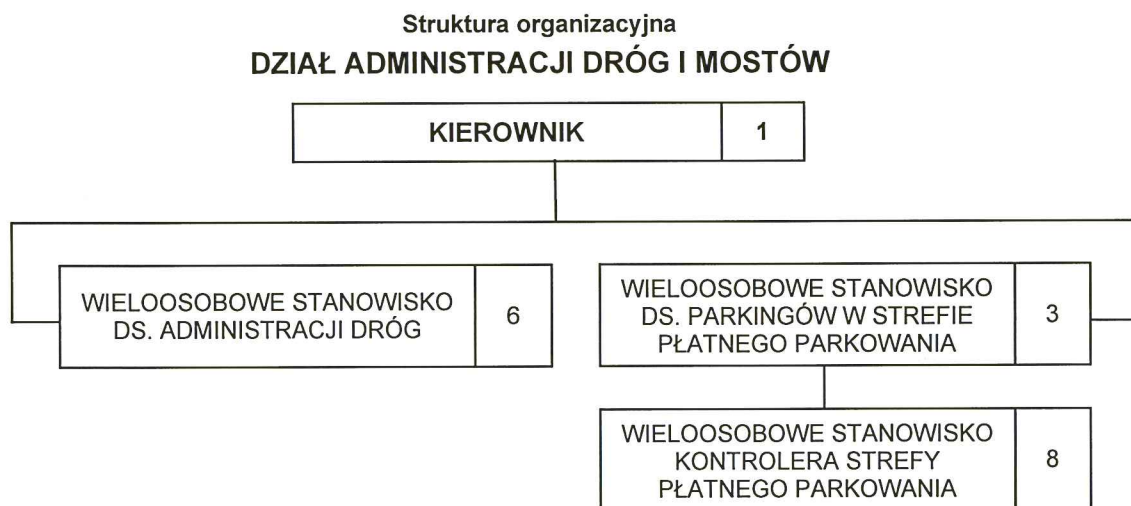 Struktura organizacyjna
DZIAŁ ADMINISTRACJI DRÓG I MOSTÓW
KIEROWNIK 1
WIELOOSOBOWE STANOWISKO
DS. ADMINISTRACJI DRÓG
6
WIELOOSOBOWE STANOWISKO
DS. PARKINGÓW W STREFIE
PŁATNEGO PARKOWANIA
3
WIELOOSOBOWE STANOWISKO
KONTROLERA STREFY
PŁATNEGO PARKOWANIA
8